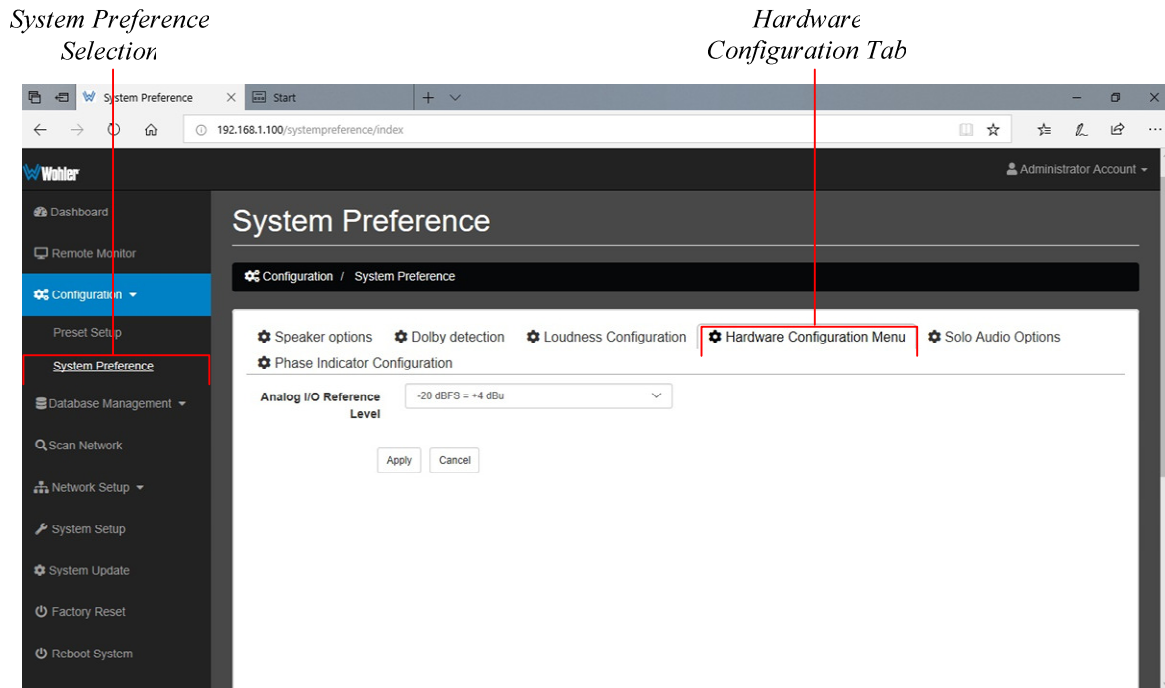 System Preference
Selection
Hardware
Configuration Tab
System Preference
Start
192.168.1.100/systempreference/index
Wohler
Administrator Account
Dashboard
Remote Monitor
Configuration
Preset Setup
System Preference
Database Management
Scan Network
Network Setup
System Setup
System Update
Factory Reset
Reboot System
System Preference
Configuration / System Preference
Speaker options Dolby detection Loudness Configuration Hardware Configuration Menu Solo Audio Options
Phase Indicator Configuration
Analog I/O Reference
Level
-20 dBFS = +4 dBu
Apply Cancel